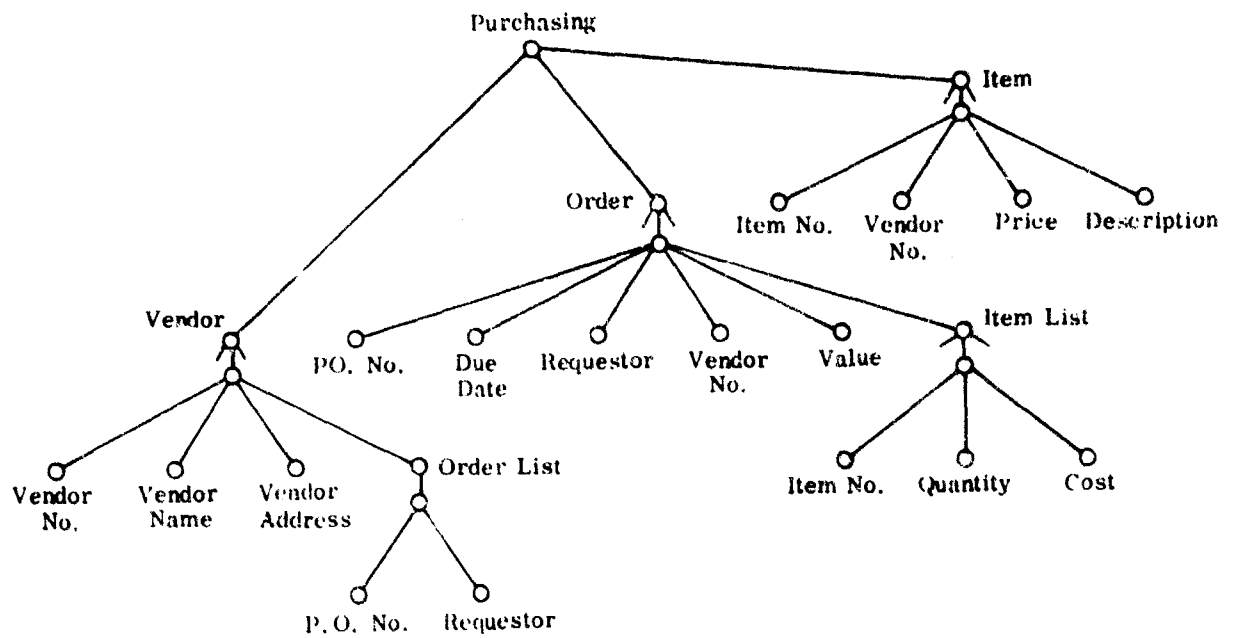 Purchasing
Item
Item No.
Vendor
No.
Price
Description
Order
PO. No.
Due
Date
Requestor
Vendor
No.
Value
Item List
Item No.
Quantity
Cost
Vendor
Vendor
No.
Vendor
Name
Vendor
Address
Order List
P.O. No.
Requestor